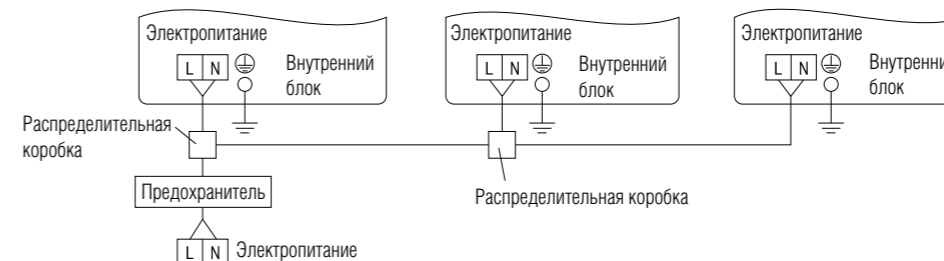 Электропитание
L N
Внутренний
блок
Электропитание
L N
Внутренний
блок
Электропитание
L N
блок
Распределительная
коробка
Распределительная коробка
Предохранитель
L N Электропитание